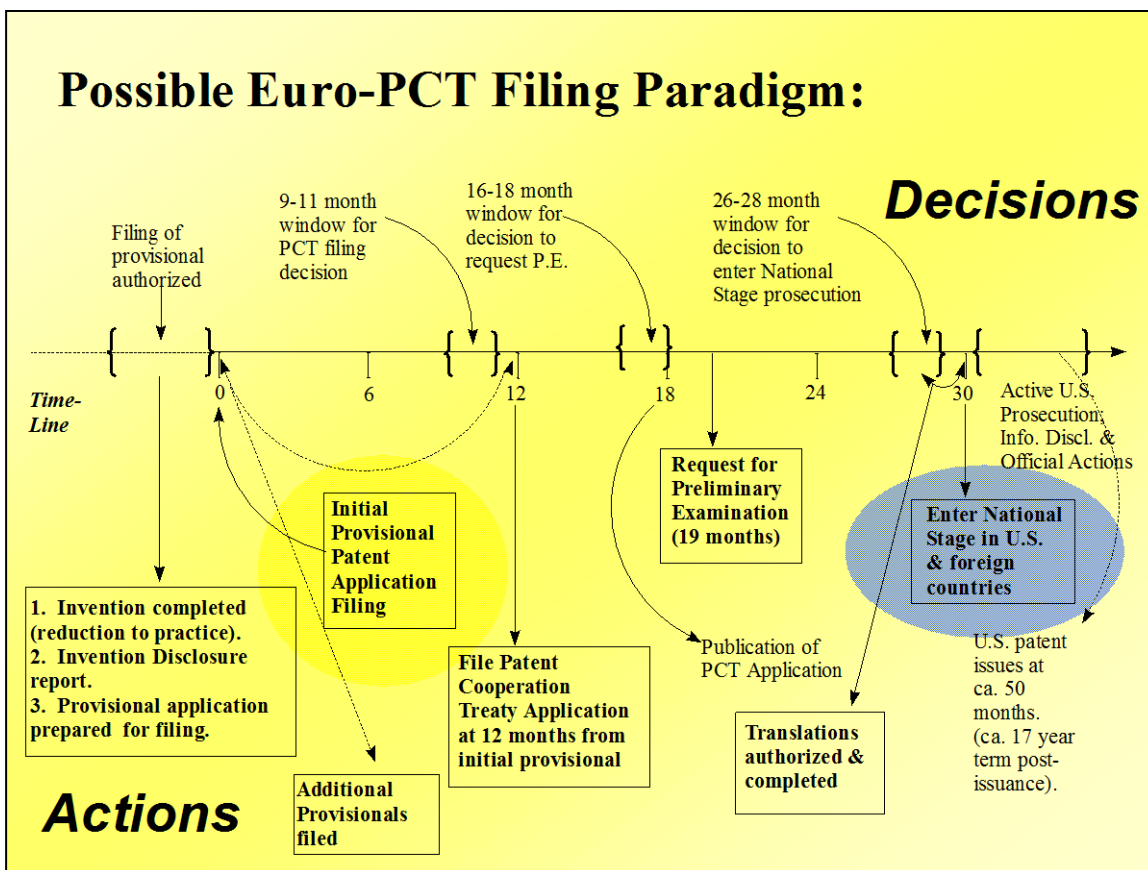 Possible Euro-PCT Filing Paradigm:
Decisions
Filing of
provisional
authorized
9-11 month
window for
PCT filing
decision
16-18 month
window for
decision to
request P.E.
26-28 month
window for
decision to
enter National
Stage prosecution
Time-
Line
0
6
12
18
24
30
Active U.S.
Prosecution:
Info. Discl. &
Official Actions
1. Invention completed
(reduction to practice).
2. Invention Disclosure
report.
3. Provisional application
prepared for filing.
Initial
Provisional
Patent
Application
Filing
Additional
Provisionals
filed
File Patent
Cooperation
Treaty Application
at 12 months from
initial provisional
Request for
Preliminary
Examination
(19 months)
Publication of
PCT Application
Translations
authorized &
completed
Enter National
Stage in U.S.
& foreign
countries
U.S. patent
issues at
ca. 50
months.
(ca. 17 year
term post-
issuance).
Actions